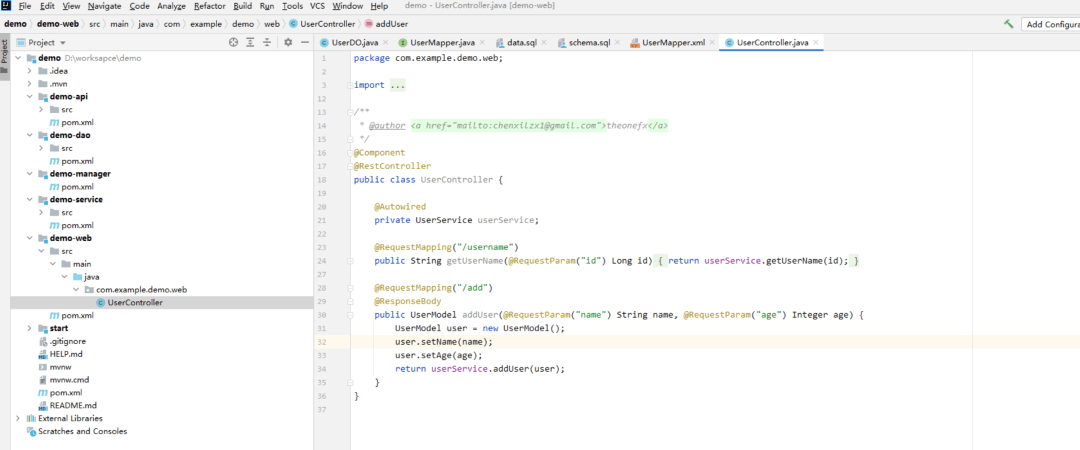 File Edit View Navigate Code Analyze Refactor Build Run Tools VCS Window Help demo - UserController.java [demo-web]
demo demo-web src main java com example demo web UserController addUser Add Configura
Project UserDO.java UserMapper.java data.sql schema.sql UserMapper.xml UserController.java
Project
demo D:\worksapce\demo
.idea
.mvn
demo-api
src
pom.xml
demo-dao
src
pom.xml
demo-manager
pom.xml
demo-service
src
pom.xml
demo-web
src
main
java
com.example.demo.web
UserController
pom.xml
start
.gitignore
HELP.md
mvnw
mvnw.cmd
pom.xml
README.md
External Libraries
Scratches and Consoles
1 package com.example.demo.web;
2
3 import ...
12
13 /**
14 * @author <a href="mailto:chenxilzx1@gmail.com">theonefx</a>
15 */
16 @Component
17 @RestController
18 public class UserController {
19
20 @Autowired
21 private UserService userService;
22
23 @RequestMapping("/username")
24 public String getUserName(@RequestParam("id") Long id) { return userService.getUserName(id); }
27
28 @RequestMapping("/add")
29 @ResponseBody
30 public UserModel addUser(@RequestParam("name") String name, @RequestParam("age") Integer age) {
31 UserModel user = new UserModel();
32 user.setName(name);
33 user.setAge(age);
34 return userService.addUser(user);
35 }
36 }
37